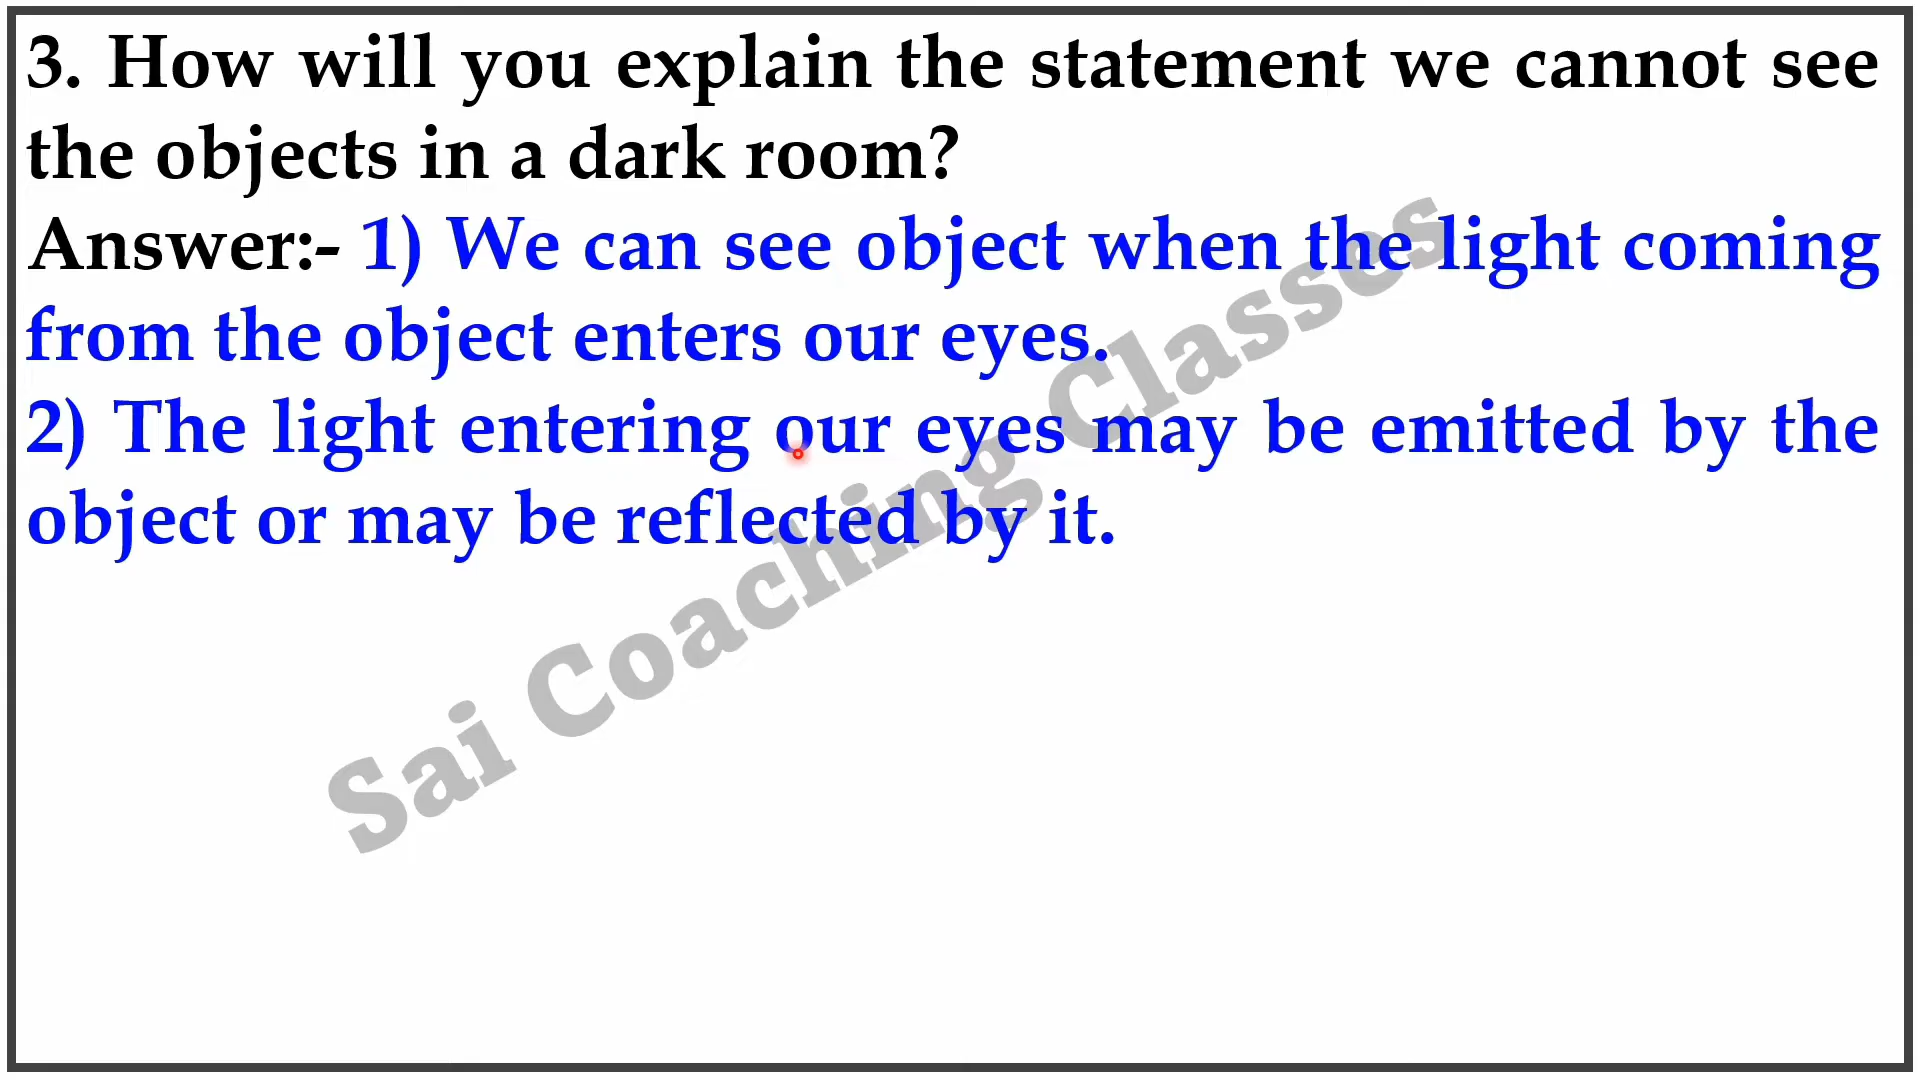 3. How will you explain the statement we cannot see
the objects in a dark room?
Answer:- 1) We can see object when the light coming
from the object enters our eyes.
2) The light entering our eyes may be emitted by the
object or may be reflected by it.
Sai Coaching Classes